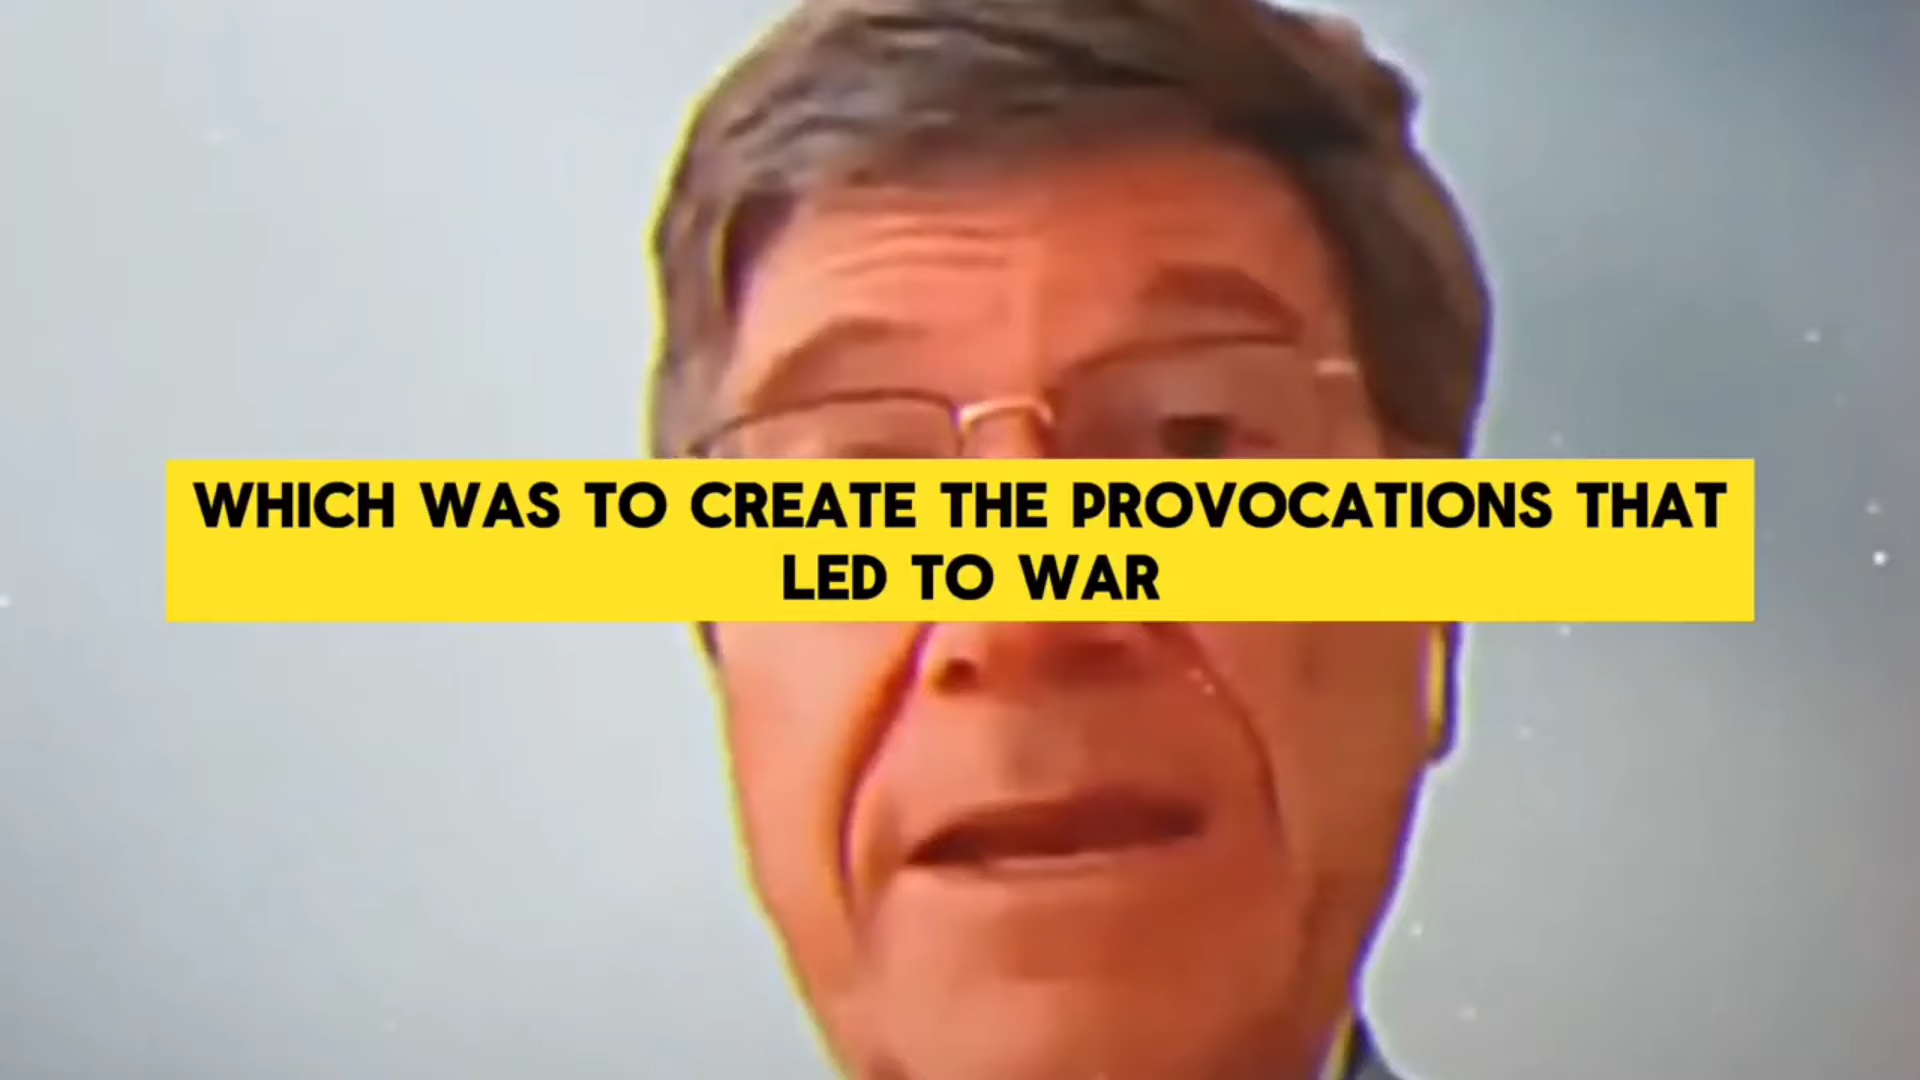 WHICH WAS TO CREATE THE PROVOCATIONS THAT
LED TO WAR